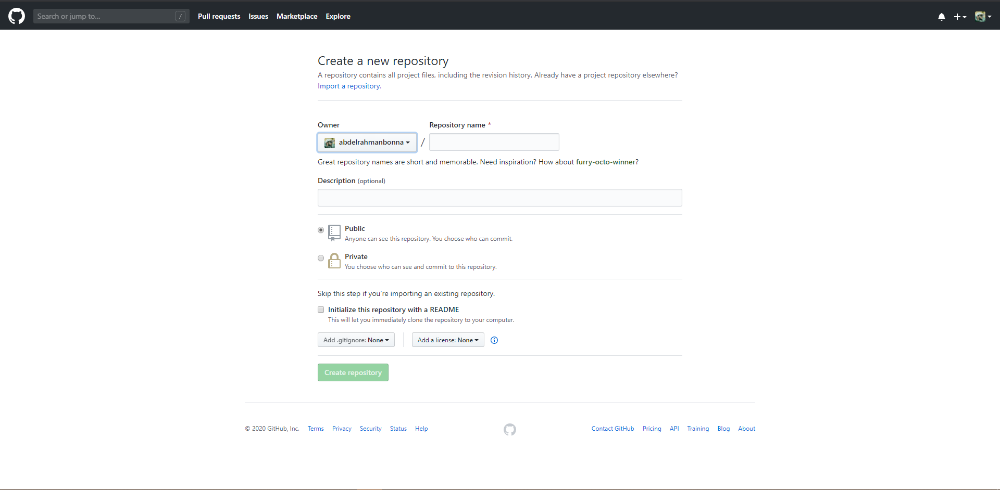 Search or jump to... /
Pull requests Issues Marketplace Explore
Create a new repository
A repository contains all project files, including the revision history. Already have a project repository elsewhere?
Import a repository.
Owner Repository name *
abdelrahmanbonna /
Great repository names are short and memorable. Need inspiration? How about furry-octo-winner?
Description (optional)
Public
Anyone can see this repository. You choose who can commit.
Private
You choose who can see and commit to this repository.
Skip this step if you’re importing an existing repository.
Initialize this repository with a README
This will let you immediately clone the repository to your computer.
Add .gitignore: None Add a license: None
Create repository
© 2020 GitHub, Inc. Terms Privacy Security Status Help Contact GitHub Pricing API Training Blog About